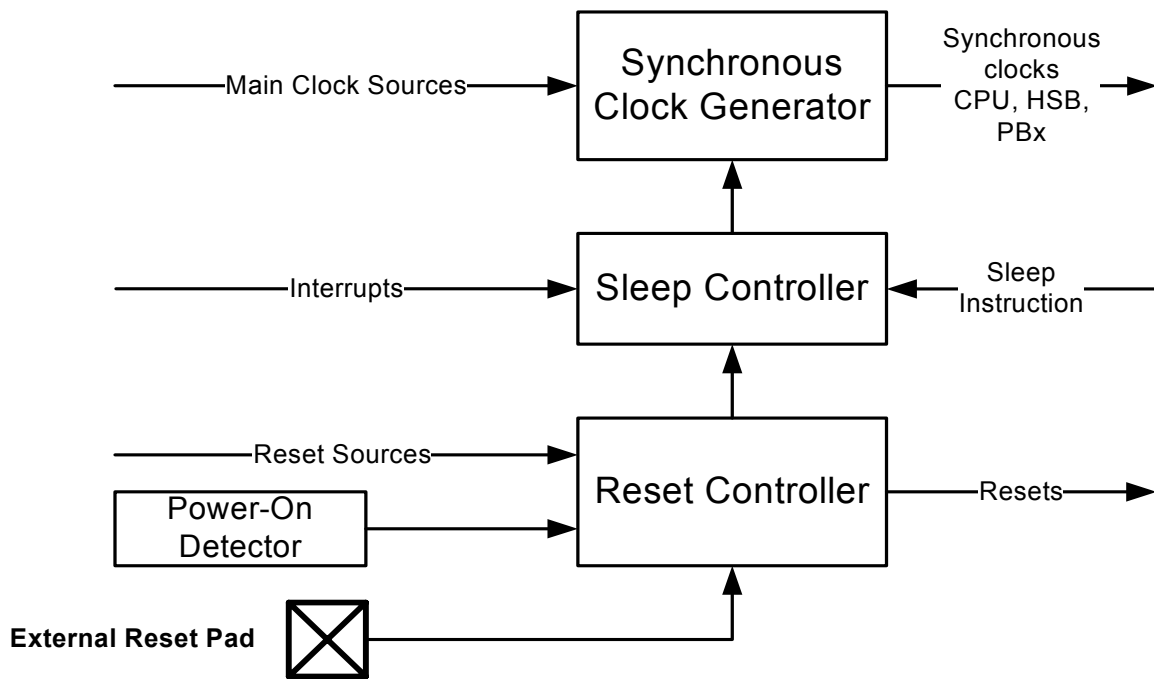 Main Clock Sources
Synchronous
Clock Generator
Synchronous
clocks
CPU, HSB,
PBx
Interrupts
Sleep Controller
Sleep
Instruction
Reset Sources
Power-On
Detector
Reset Controller
Resets
External Reset Pad